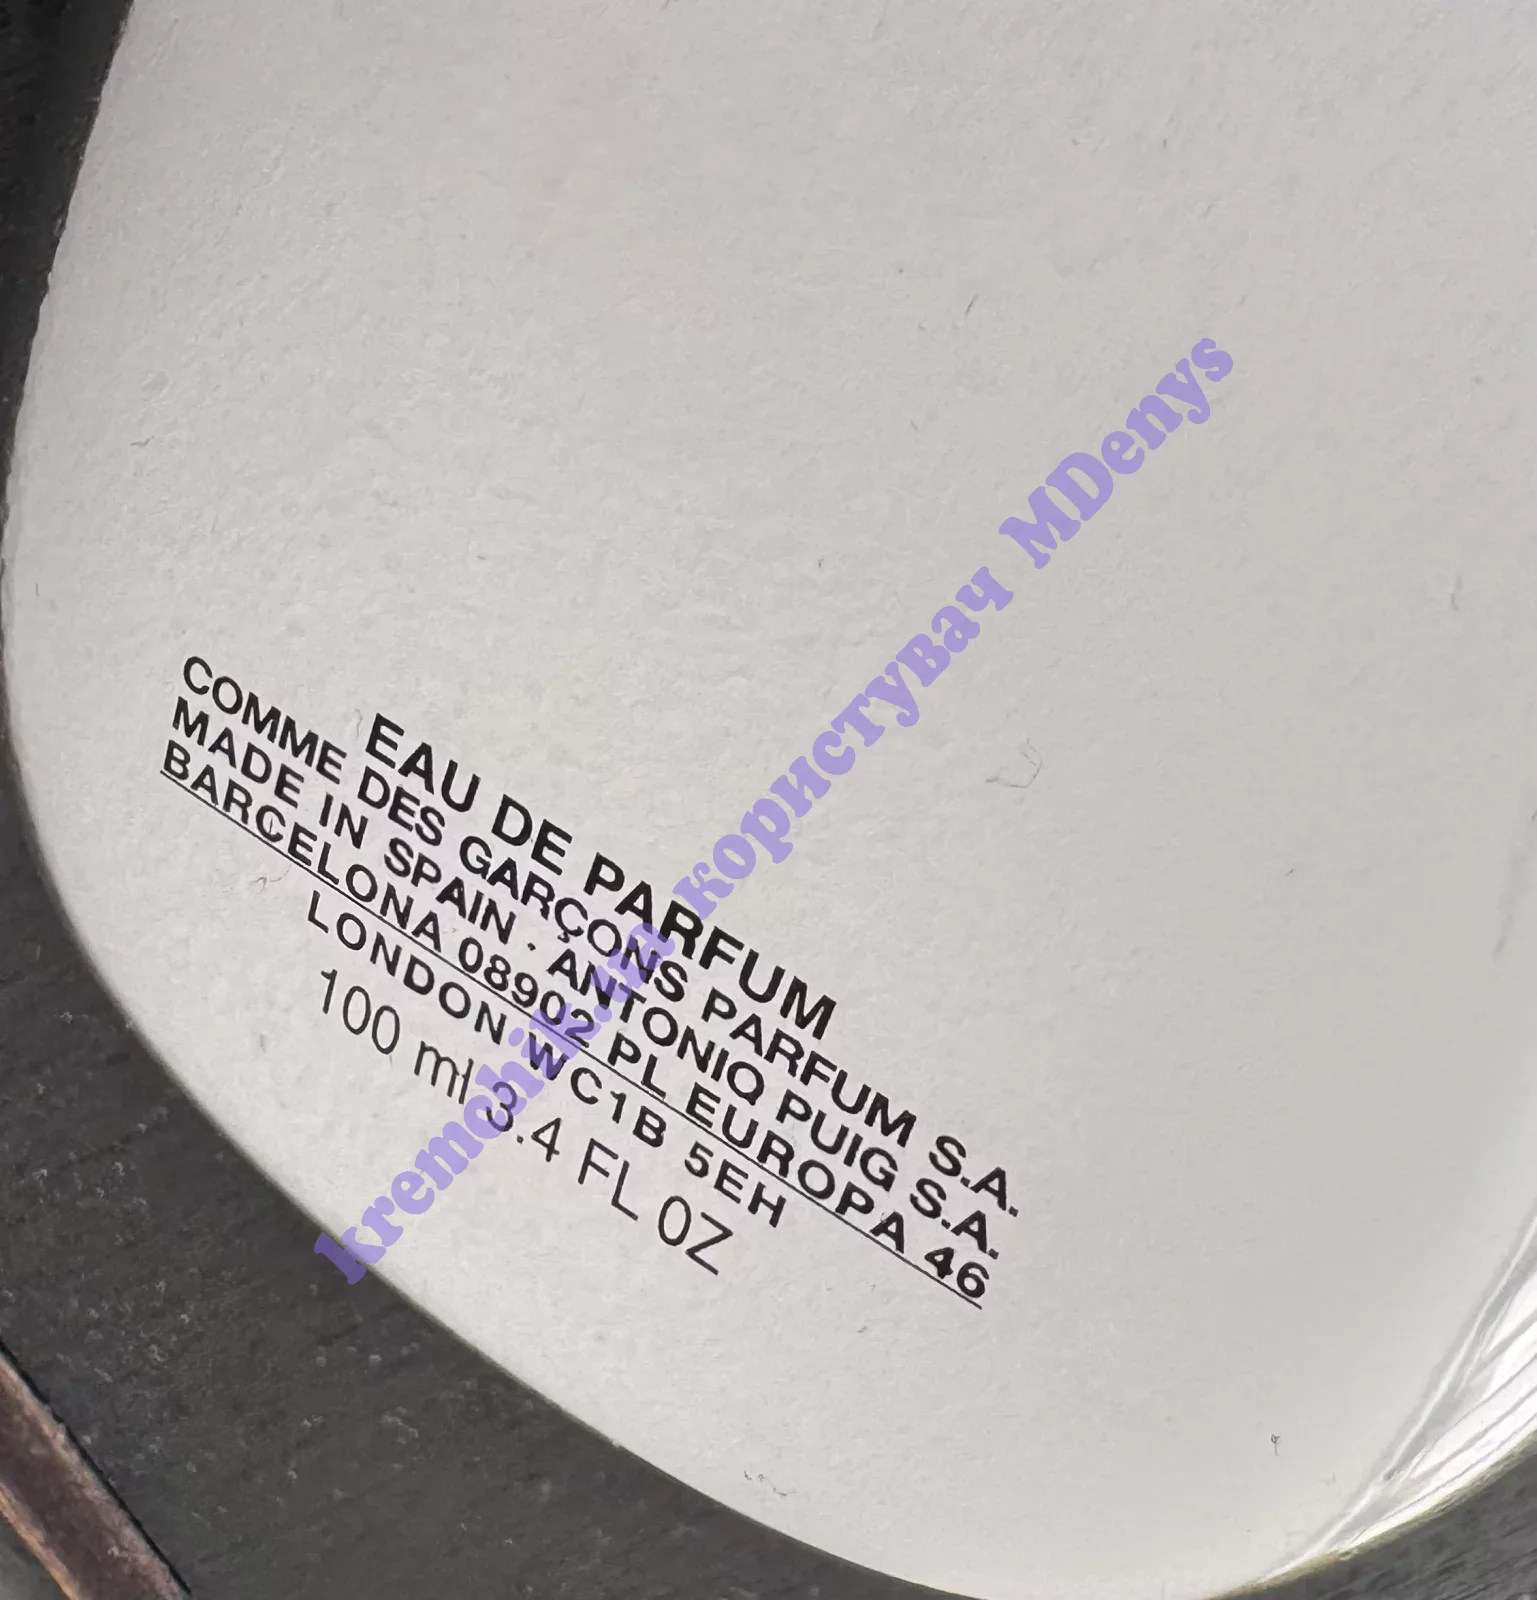 EAU DE PARFUM
COMME DES GARÇONS PARFUM S.A.
MADE IN SPAIN · ANTONIO PUIG S.A.
BARCELONA 08902 PL EUROPA 46
LONDON WC1B 5EH
100 ml 3.4 FL OZ
kremchik.ua користувач MDenys